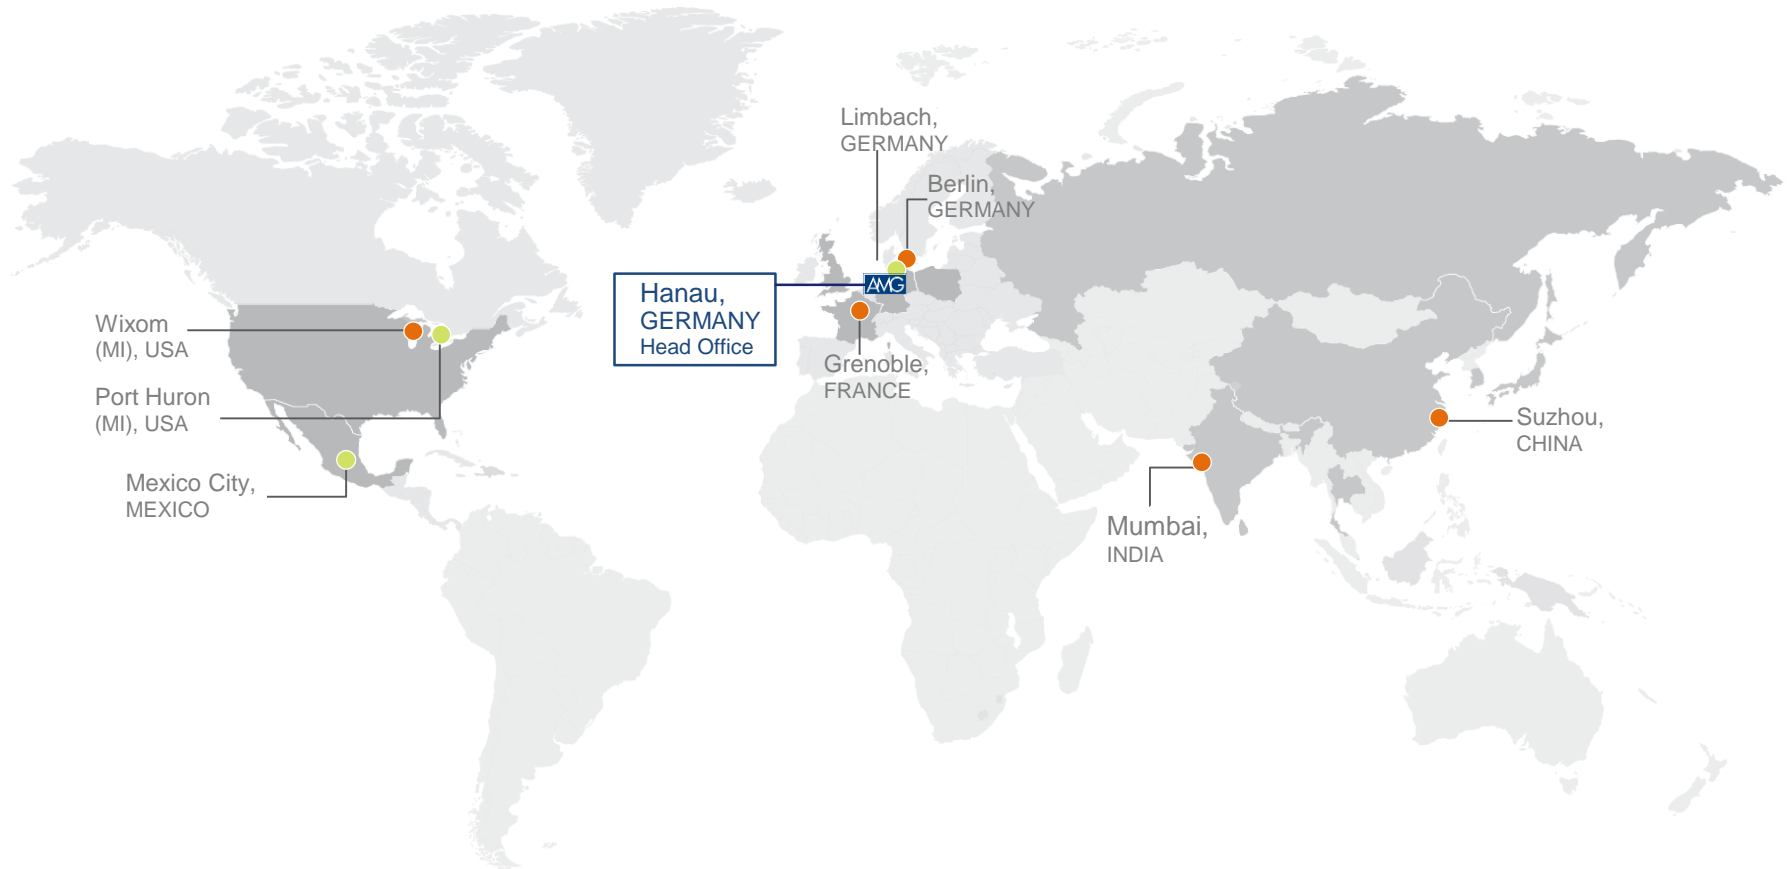 Limbach,
GERMANY
Berlin,
GERMANY
Hanau,
GERMANY
Head Office
AMG
Grenoble,
FRANCE
Wixom
(MI), USA
Port Huron
(MI), USA
Mexico City,
MEXICO
Suzhou,
CHINA
Mumbai,
INDIA